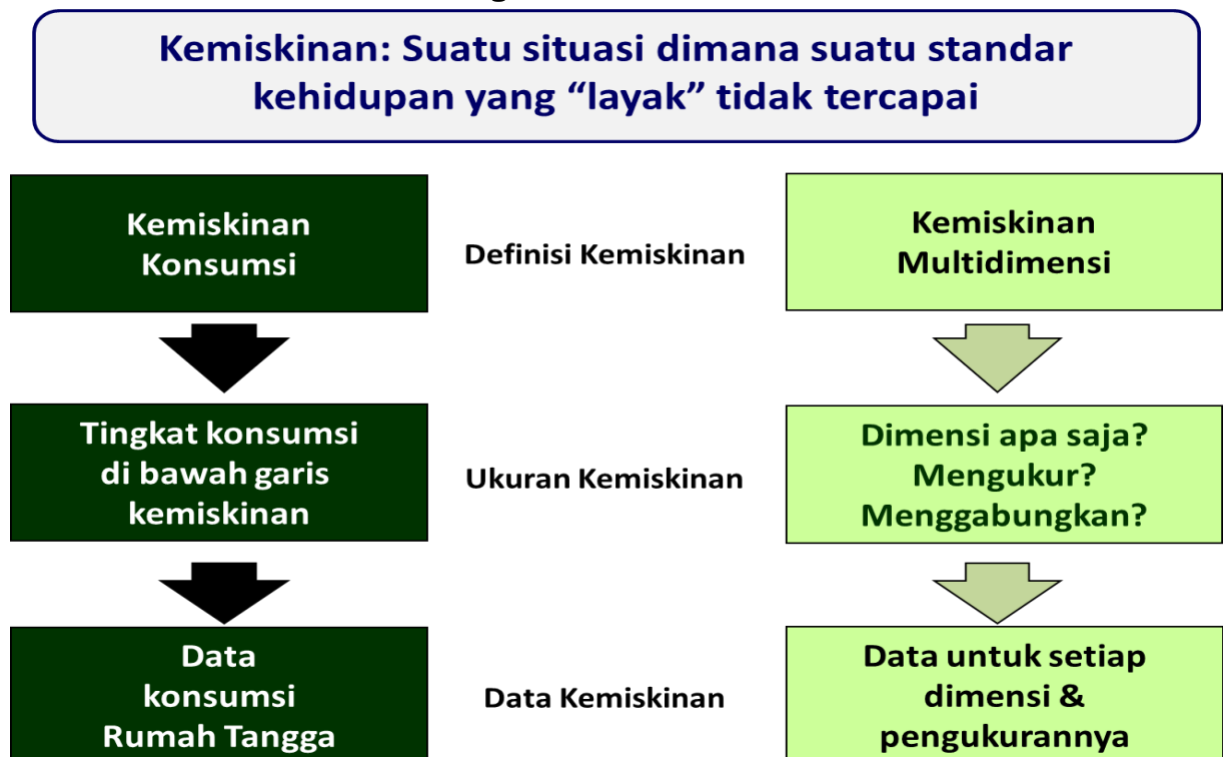 Kemiskinan: Suatu situasi dimana suatu standar
kehidupan yang “layak” tidak tercapai
Kemiskinan
Konsumsi
Definisi Kemiskinan
Kemiskinan
Multidimensi
Tingkat konsumsi
di bawah garis
kemiskinan
Ukuran Kemiskinan
Dimensi apa saja?
Mengukur?
Menggabungkan?
Data
konsumsi
Rumah Tangga
Data Kemiskinan
Data untuk setiap
dimensi &
pengukurannya